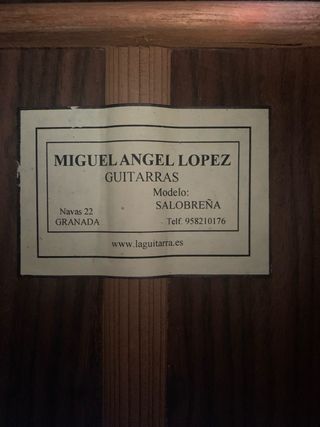 MIGUEL ANGEL LOPEZ
GUITARRAS
Modelo:
SALOBREÑA
Navas 22
GRANADA
Telf. 958210176
www.laguitarra.es